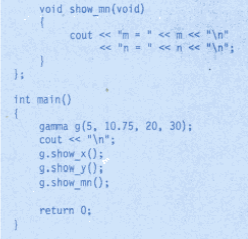 void show_mn(void)
{
cout << "m = " << m << "\n"
<< "n = " << n << "\n";
}
};
int main()
{
gamma g(5, 10.75, 20, 30);
cout << "\n";
g.show_x();
g.show_y();
g.show_mn();
return 0;
}